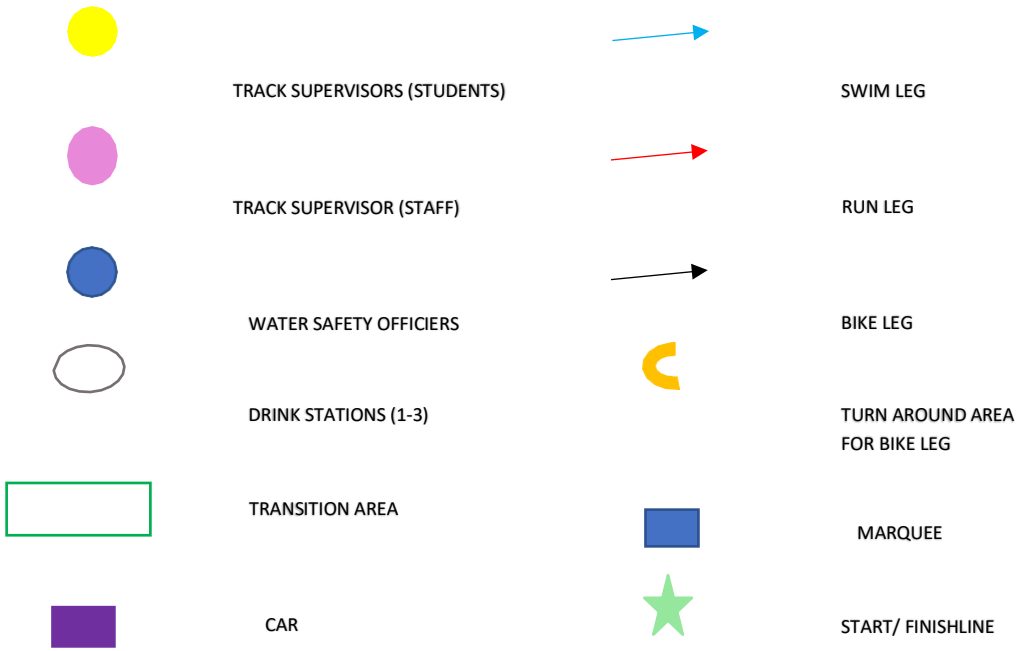 TRACK SUPERVISORS (STUDENTS)
SWIM LEG
TRACK SUPERVISOR (STAFF)
RUN LEG
WATER SAFETY OFFICIERS
BIKE LEG
DRINK STATIONS (1-3)
TURN AROUND AREA
FOR BIKE LEG
TRANSITION AREA
MARQUEE
CAR
START/ FINISHLINE